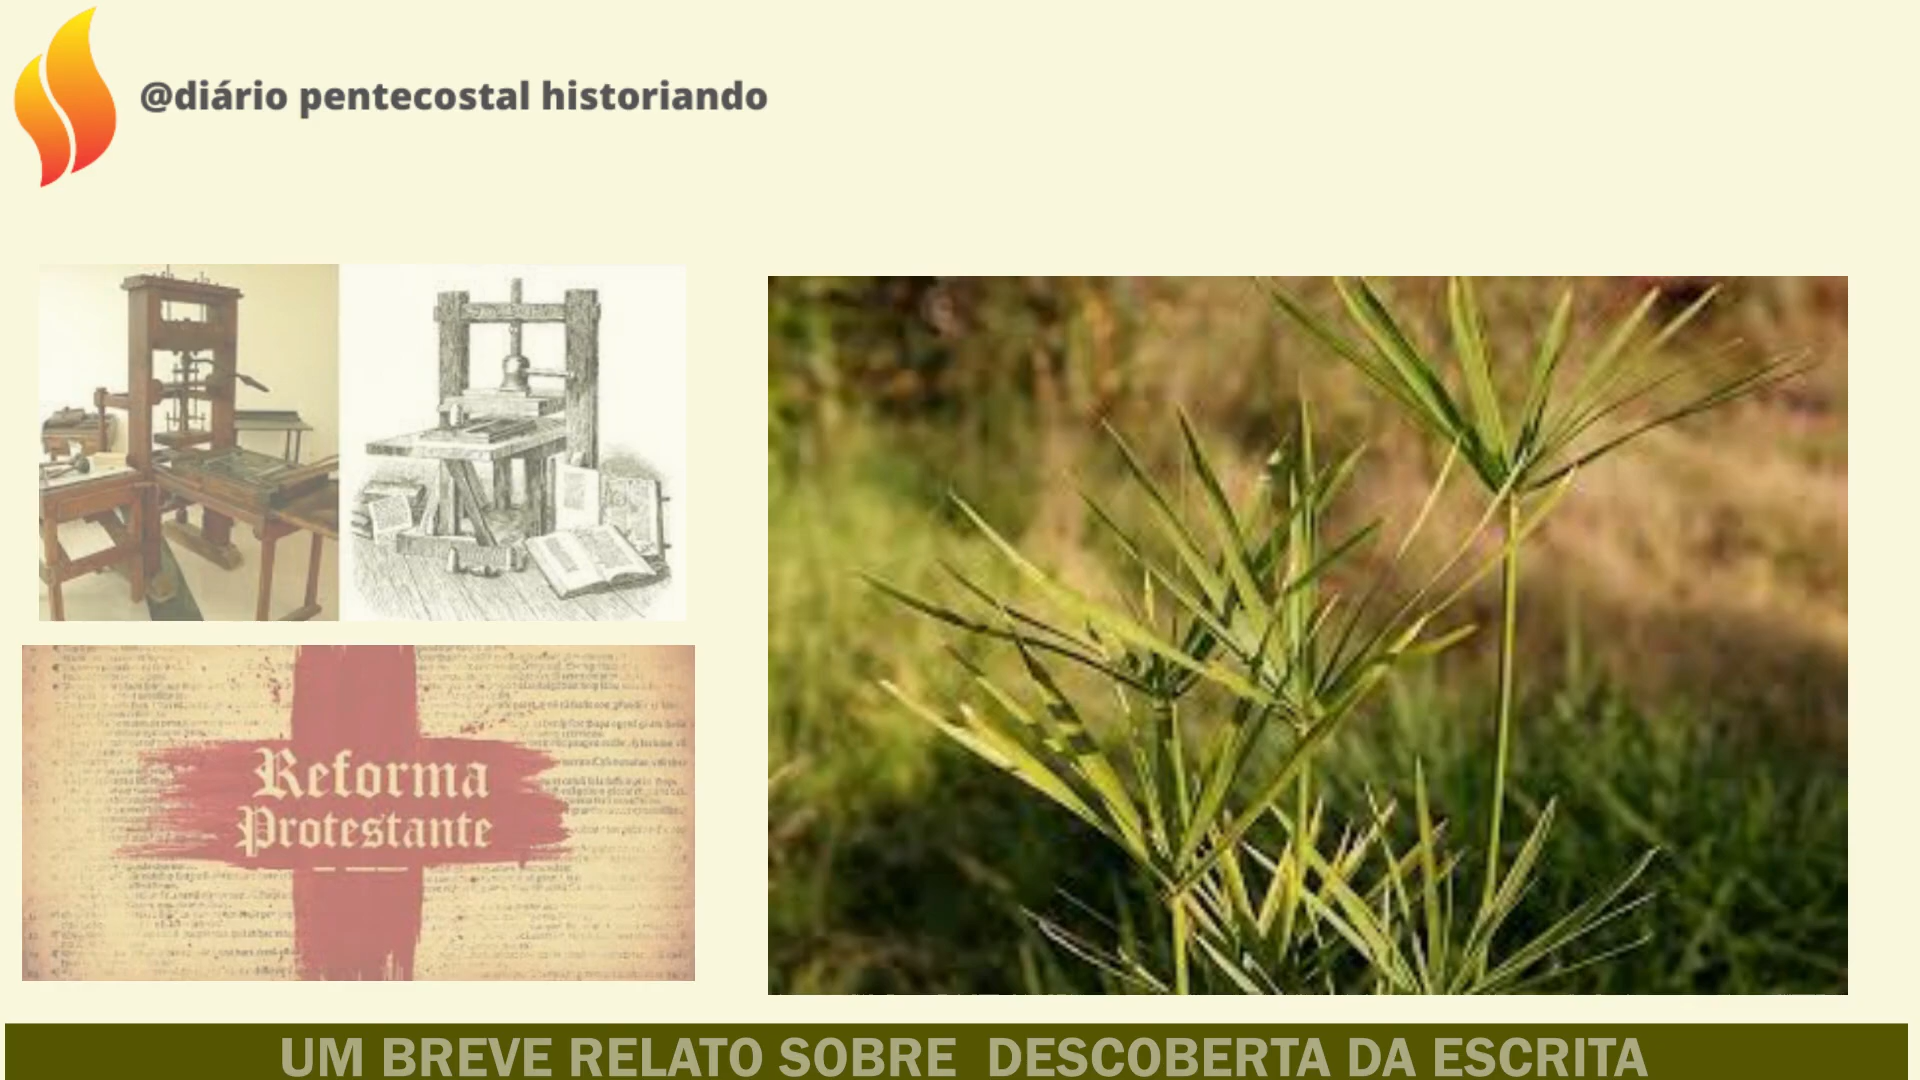 @diário pentecostal historiando
Reforma
Protestante
UM BREVE RELATO SOBRE  DESCOBERTA DA ESCRITA